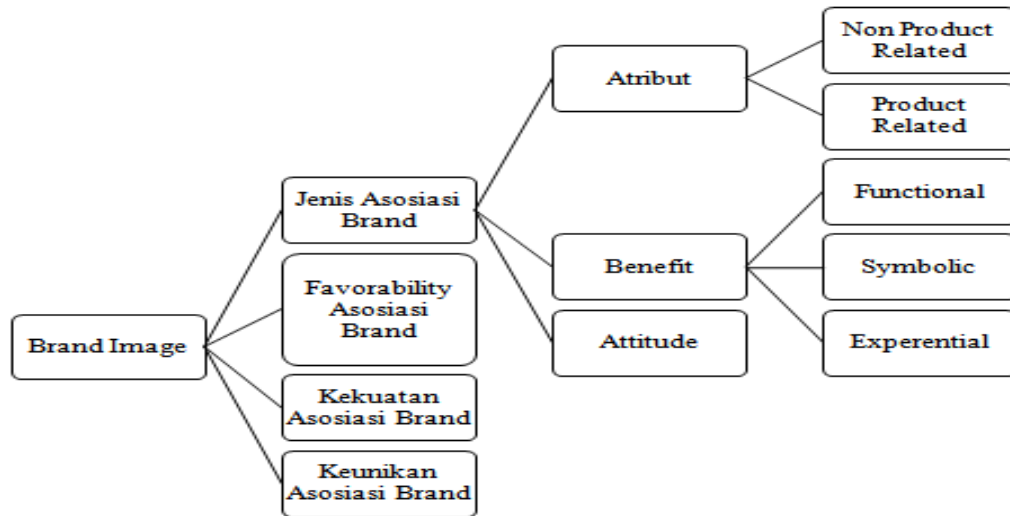 Brand Image
Jenis Asosiasi
Brand
Favorability
Asosiasi
Brand
Kekuatan
Asosiasi Brand
Keunikan
Asosiasi Brand
Atribut
Benefit
Attitude
Non Product
Related
Product
Related
Functional
Symbolic
Experential